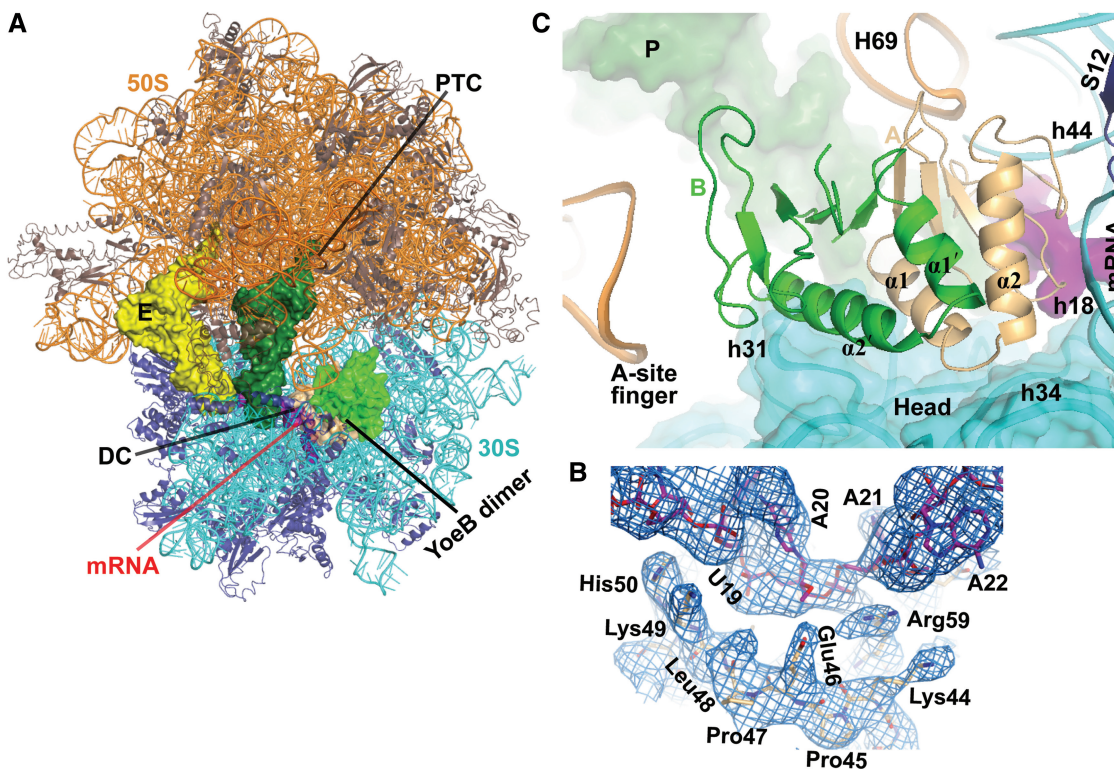 A
50S
PTC
E
DC
30S
mRNA
YoeB dimer
C
P
H69
S12
A
h44
B
mRNA
α1
α1′
α2
h18
h31
α2′
A-site
finger
Head
h34
B
A20
A21
U19
A22
His50
Lys49
Arg59
Glu46
Leu48
Lys44
Pro47
Pro45